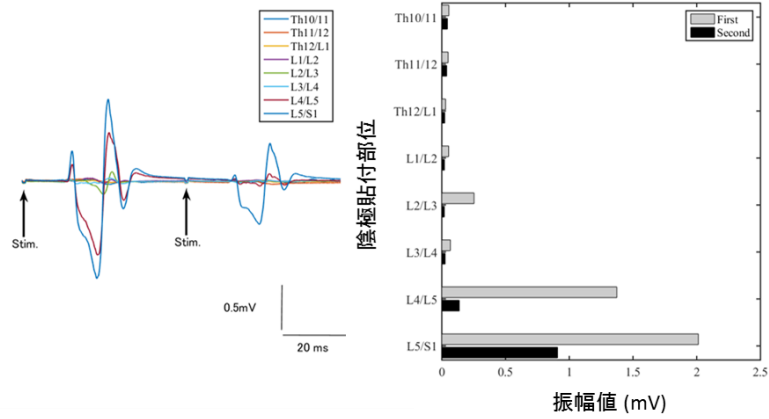 Th10/11
Th11/12
Th12/L1
L1/L2
L2/L3
L3/L4
L4/L5
L5/S1
Stim.
Stim.
0.5mV
20 ms
陰極貼付部位
Th10/11
Th11/12
Th12/L1
L1/L2
L2/L3
L3/L4
L4/L5
L5/S1
First
Second
0 0.5 1 1.5 2 2.5
振幅値 (mV)